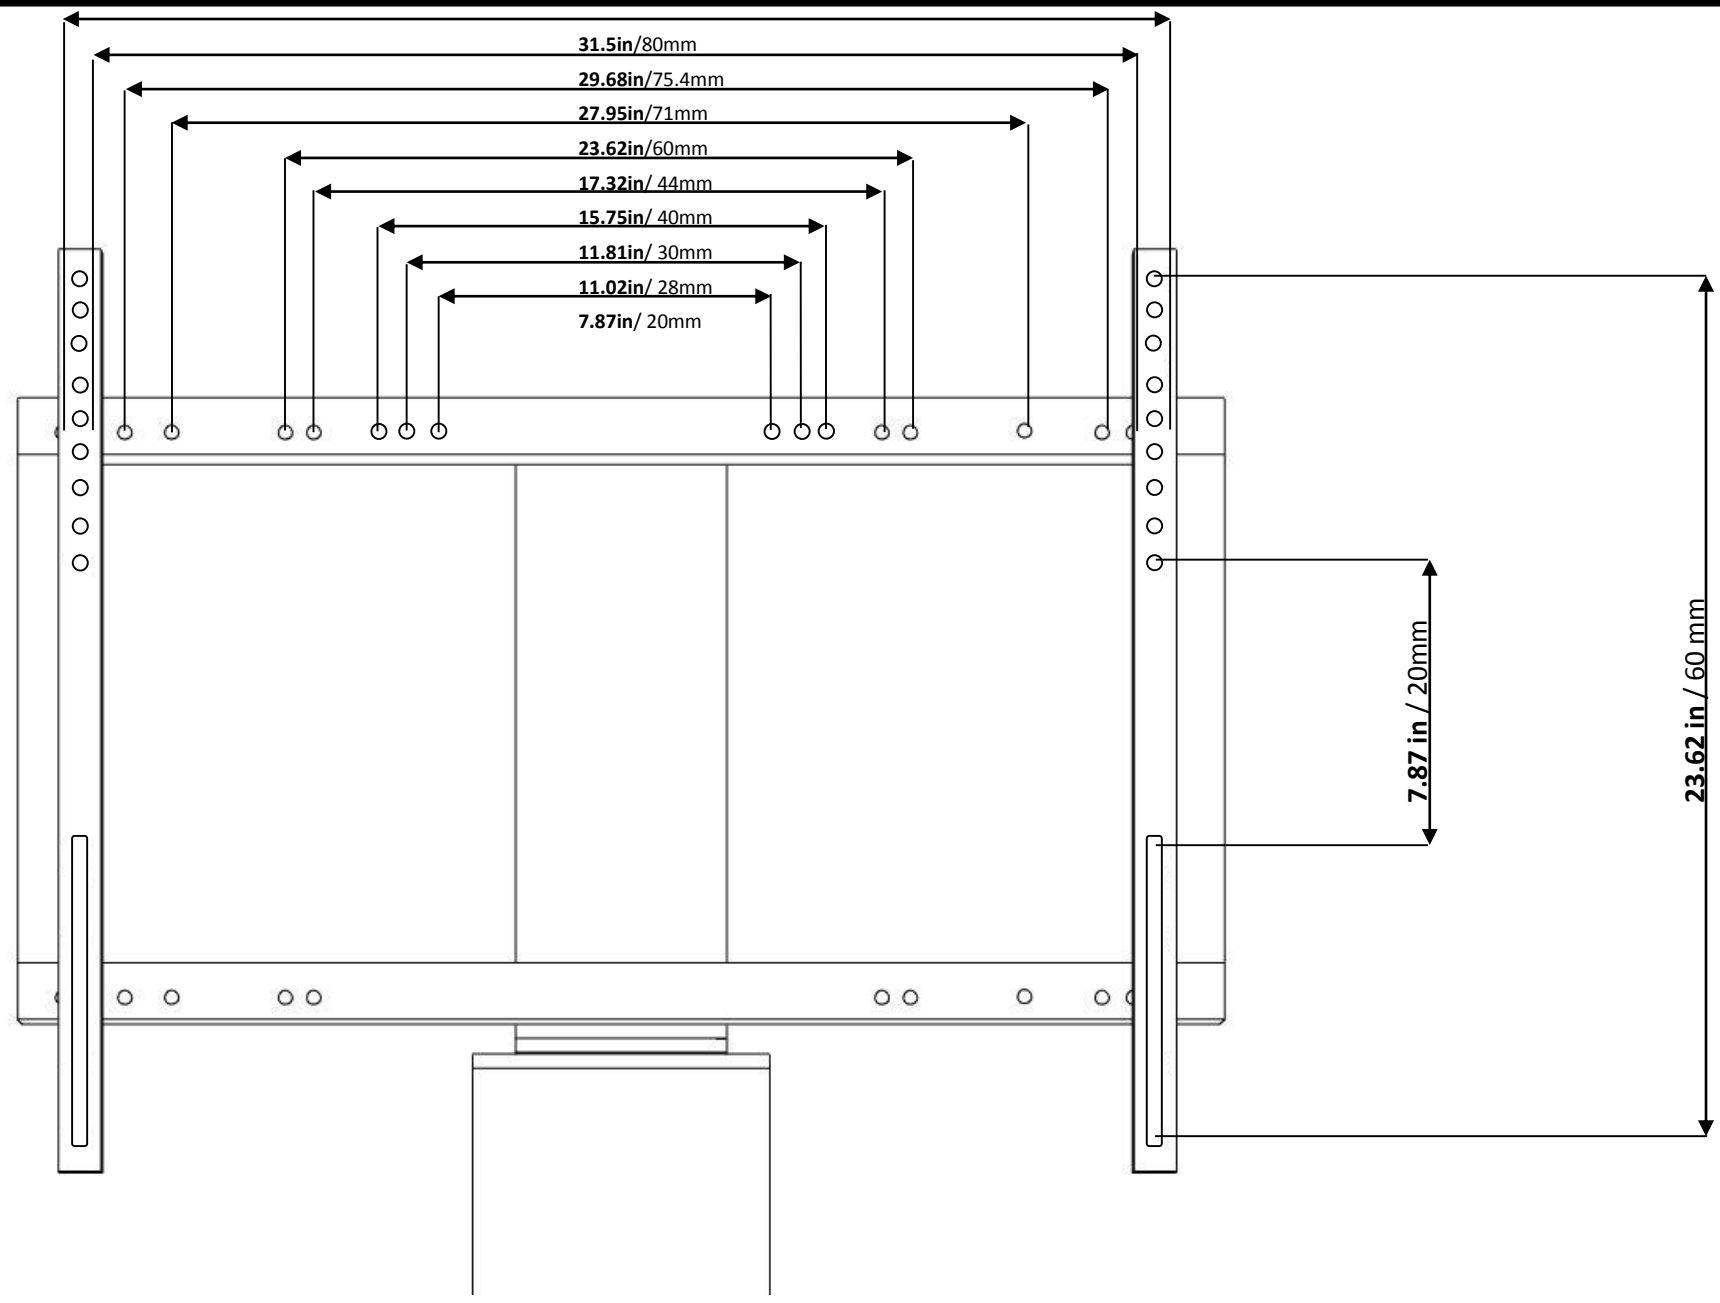 31.5in/80mm
29.68in/75.4mm
27.95in/71mm
23.62in/60mm
17.32in/ 44mm
15.75in/ 40mm
11.81in/ 30mm
11.02in/ 28mm
7.87in/ 20mm
7.87 in / 20mm
23.62 in / 60 mm